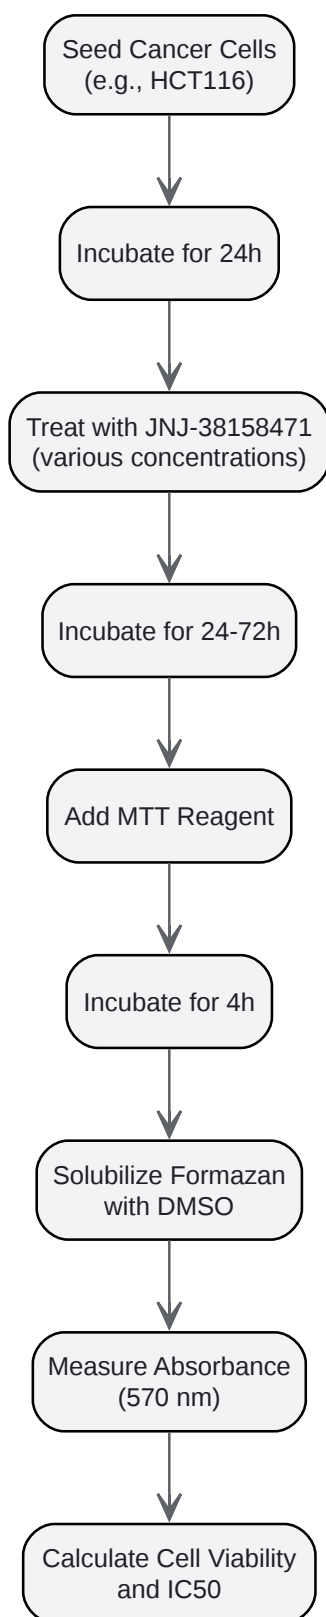 Seed Cancer Cells
(e.g., HCT116)
Incubate for 24h
Treat with JNJ-38158471
(various concentrations)
Incubate for 24-72h
Add MTT Reagent
Incubate for 4h
Solubilize Formazan
with DMSO
Measure Absorbance
(570 nm)
Calculate Cell Viability
and IC50